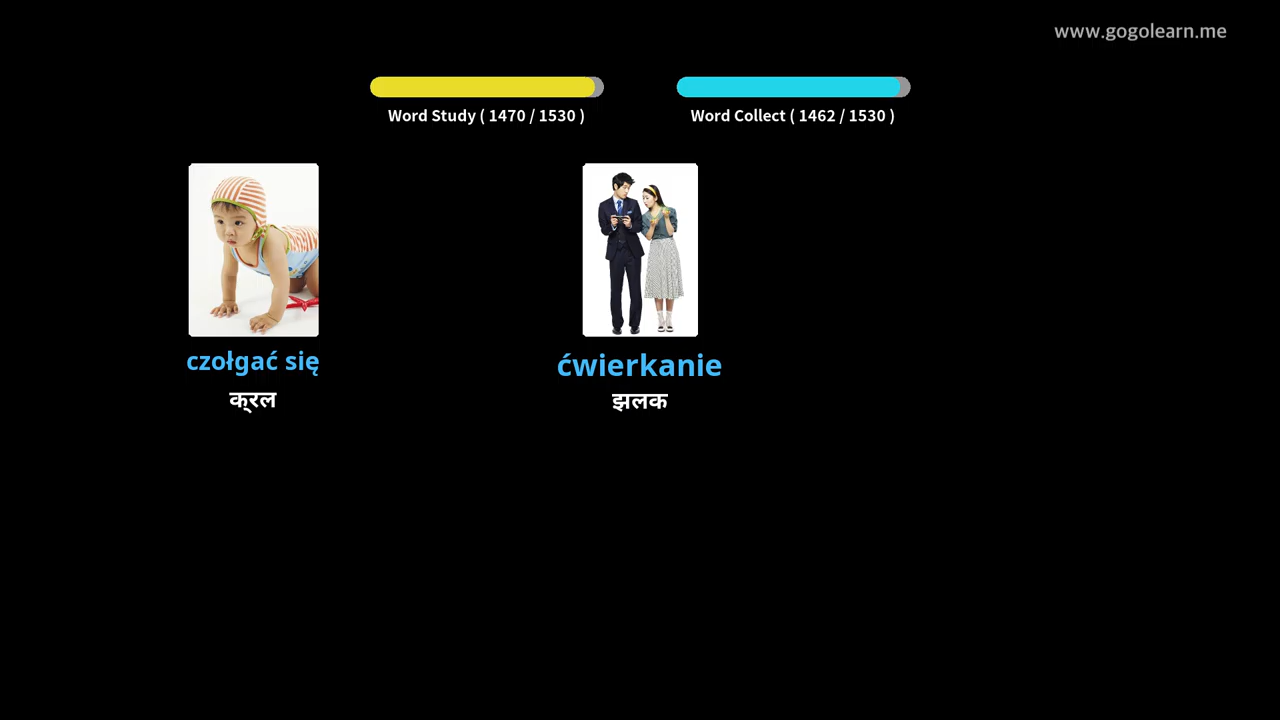 www.gogolearn.me
Word Study ( 1470 / 1530 )
Word Collect ( 1462 / 1530 )
czołgać się
ćwierkanie
क्रल
झलक